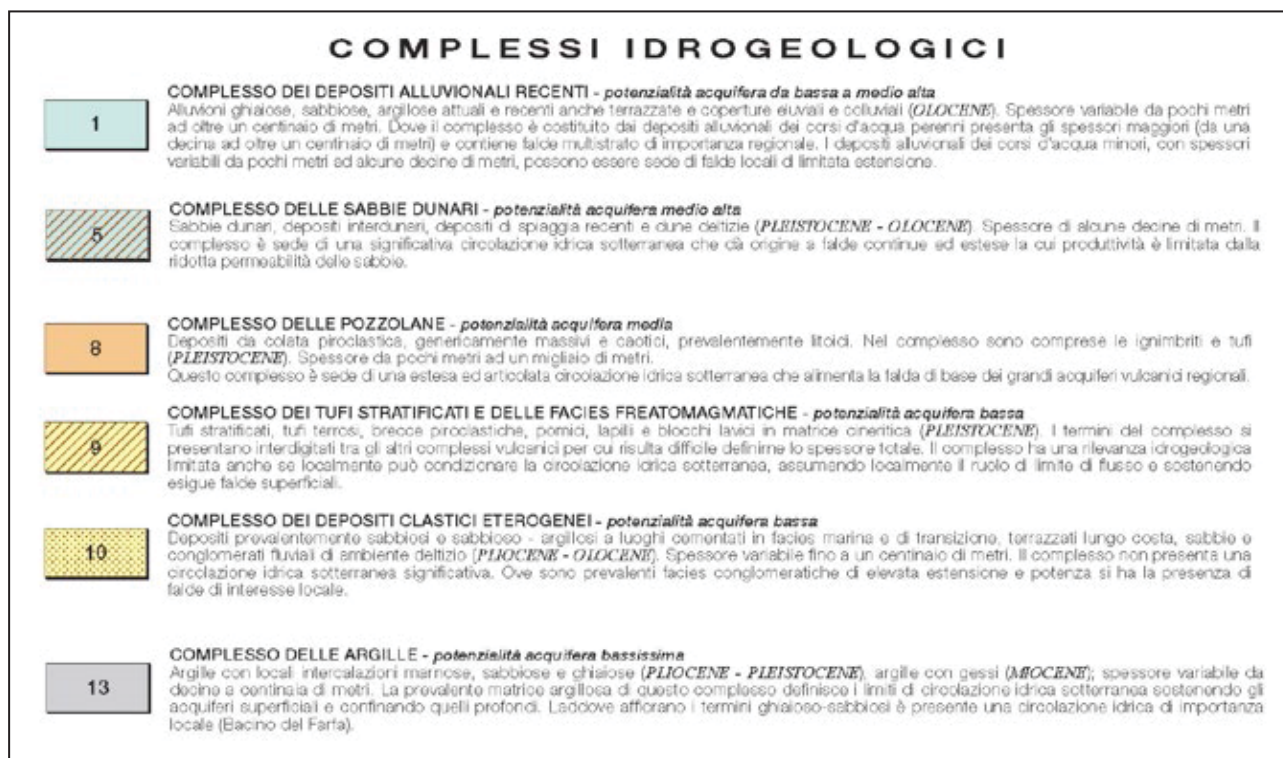 COMPLESSI IDROGEOLOGICI
1
COMPLESSO DEI DEPOSITI ALLUVIONALI RECENTI - potenzialità acquifera da bassa a medio alta
Alluvioni ghiaiose, sabbiose, argillose attuali e recenti anche terrazzate e coperture eluviali e colluviali (OLOCENE). Spessore variabile da pochi metri
ad oltre un centinaio di metri. Dove il complesso è costituito dai depositi alluvionali dei corsi d'acqua perenni presenta gli spessori maggiori (da una
decina ad oltre un centinaio di metri) e contiene falde multistrato di importanza regionale. I depositi alluvionali dei corsi d'acqua minori, con spessori
variabili da pochi metri ad alcune decine di metri, possono essere sede di falde locali di limitata estensione.
5
COMPLESSO DELLE SABBIE DUNARI - potenzialità acquifera medio alta
Sabbie dunari, depositi interdunari, depositi di spiaggia recenti e dune deltizie (PLEISTOCENE - OLOCENE). Spessore di alcune decine di metri. Il
complesso è sede di una significativa circolazione idrica sotterranea che dà origine a falde continue ed estese la cui produttività è limitata dalla
ridotta permeabilità delle sabbie.
8
COMPLESSO DELLE POZZOLANE - potenzialità acquifera media
Depositi da colata piroclastica, genericamente massivi e caotici, prevalentemente litoidi. Nel complesso sono comprese le ignimbriti e tufi
(PLEISTOCENE). Spessore da pochi metri ad un migliaio di metri.
Questo complesso è sede di una estesa ed articolata circolazione idrica sotterranea che alimenta la falda di base dei grandi acquiferi vulcanici regionali.
9
COMPLESSO DEI TUFI STRATIFICATI E DELLE FACIES FREATOMAGMATICHE - potenzialità acquifera bassa
Tufi stratificati, tufi terrosi, brecce piroclastiche, pomici, lapilli e blocchi lavici in matrice cineritica (PLEISTOCENE). I termini del complesso si
presentano interdigitati tra gli altri complessi vulcanici per cui risulta difficile definirne lo spessore totale. Il complesso ha una rilevanza idrogeologica
limitata anche se localmente può condizionare la circolazione idrica sotterranea, assumendo localmente il ruolo di limite di flusso e sostenendo
esigue falde superficiali.
10
COMPLESSO DEI DEPOSITI CLASTICI ETEROGENEI - potenzialità acquifera bassa
Depositi prevalentemente sabbiosi e sabbioso - argillosi a luoghi cementati in facies marina e di transizione, terrazzati lungo costa, sabbie e
conglomerati fluviali di ambiente deltizio (PLIOCENE - OLOCENE). Spessore variabile fino a un centinaio di metri. Il complesso non presenta una
circolazione idrica sotterranea significativa. Ove sono prevalenti facies conglomeratiche di elevata estensione e potenza si ha la presenza di
falde di interesse locale.
13
COMPLESSO DELLE ARGILLE - potenzialità acquifera bassissima
Argille con locali intercalazioni marnose, sabbiose e ghiaiose (PLIOCENE - PLEISTOCENE), argille con gessi (MIOCENE); spessore variabile da
decine a centinaia di metri. La prevalente matrice argillosa di questo complesso definisce i limiti di circolazione idrica sotterranea sostenendo gli
acquiferi superficiali e confinando quelli profondi. Laddove affiorano i termini ghiaioso-sabbiosi è presente una circolazione idrica di importanza
locale (Bacino del Farfa).